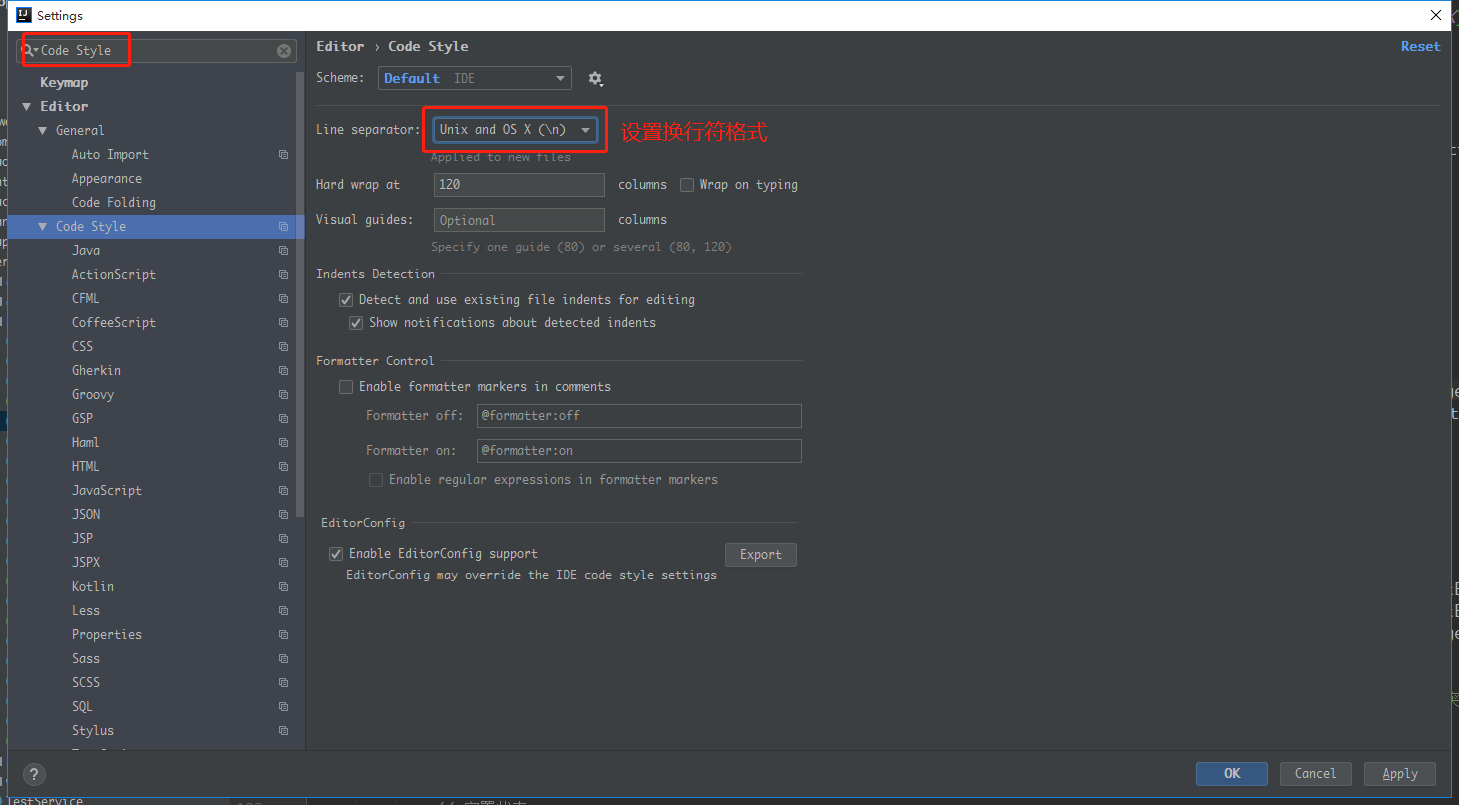 Settings
Code Style
Keymap
Editor
General
Auto Import
Appearance
Code Folding
Code Style
Java
ActionScript
CFML
CoffeeScript
CSS
Gherkin
Groovy
GSP
Haml
HTML
JavaScript
JSON
JSP
JSPX
Kotlin
Less
Properties
Sass
SCSS
SQL
Stylus
Editor › Code Style
Reset
Scheme: Default IDE
Line separator: Unix and OS X (\n) 设置换行符格式
Applied to new files
Hard wrap at 120 columns Wrap on typing
Visual guides: Optional columns
Specify one guide (80) or several (80, 120)
Indents Detection
Detect and use existing file indents for editing
Show notifications about detected indents
Formatter Control
Enable formatter markers in comments
Formatter off: @formatter:off
Formatter on: @formatter:on
Enable regular expressions in formatter markers
EditorConfig
Enable EditorConfig support Export
EditorConfig may override the IDE code style settings
? OK Cancel Apply